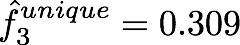 $\hat{f}_3^{unique} = 0.309$